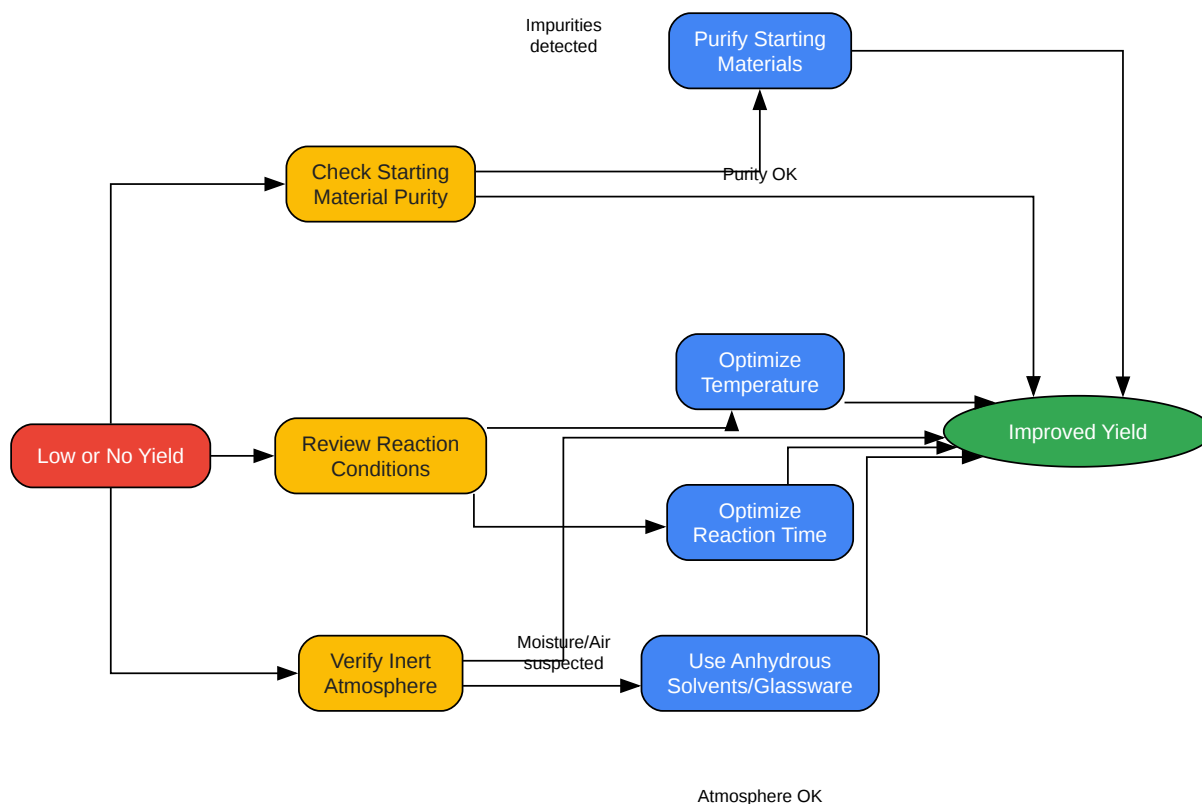 Impurities
detected
Purify Starting
Materials
Check Starting
Material Purity
Purity OK
Optimize
Temperature
Low or No Yield
Review Reaction
Conditions
Improved Yield
Optimize
Reaction Time
Verify Inert
Atmosphere
Moisture/Air
suspected
Use Anhydrous
Solvents/Glassware
Atmosphere OK